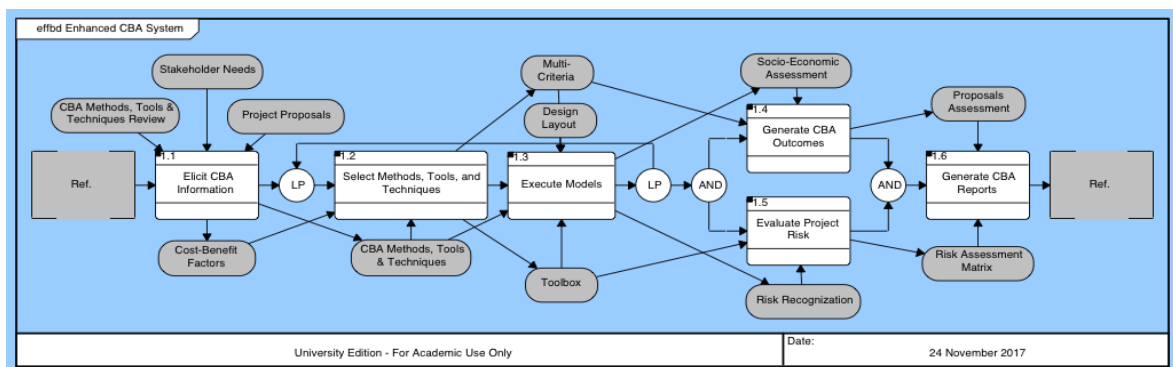 effbd Enhanced CBA System
Stakeholder Needs
CBA Methods, Tools &
Techniques Review
Project Proposals
Multi-
Criteria
Design
Layout
Socio-Economic
Assessment
Proposals
Assessment
Ref.
1.1
Elicit CBA
Information
LP
1.2
Select Methods, Tools, and
Techniques
1.3
Execute Models
LP
AND
1.4
Generate CBA
Outcomes
1.5
Evaluate Project
Risk
AND
1.6
Generate CBA
Reports
Ref.
Cost-Benefit
Factors
CBA Methods, Tools
& Techniques
Toolbox
Risk Recognization
Risk Assessment
Matrix
University Edition - For Academic Use Only
Date:
24 November 2017